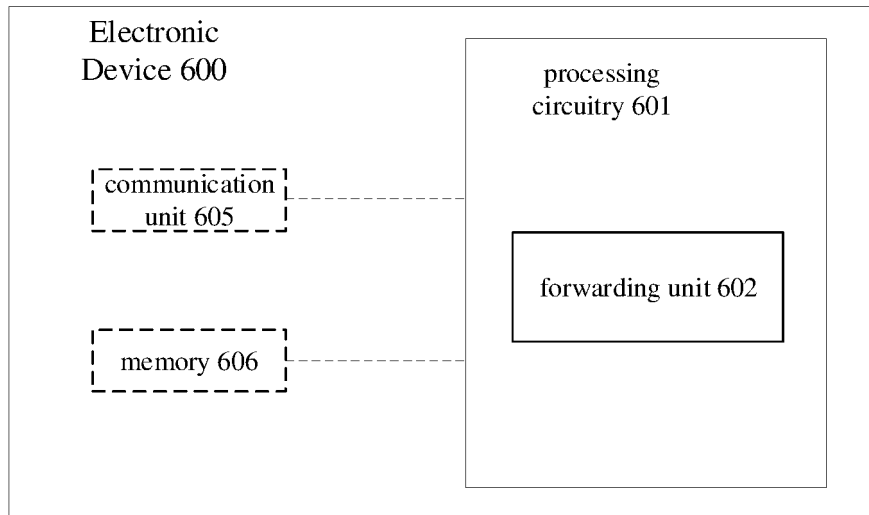 Electronic
Device 600
processing
circuitry 601
communication
unit 605
forwarding unit 602
memory 606